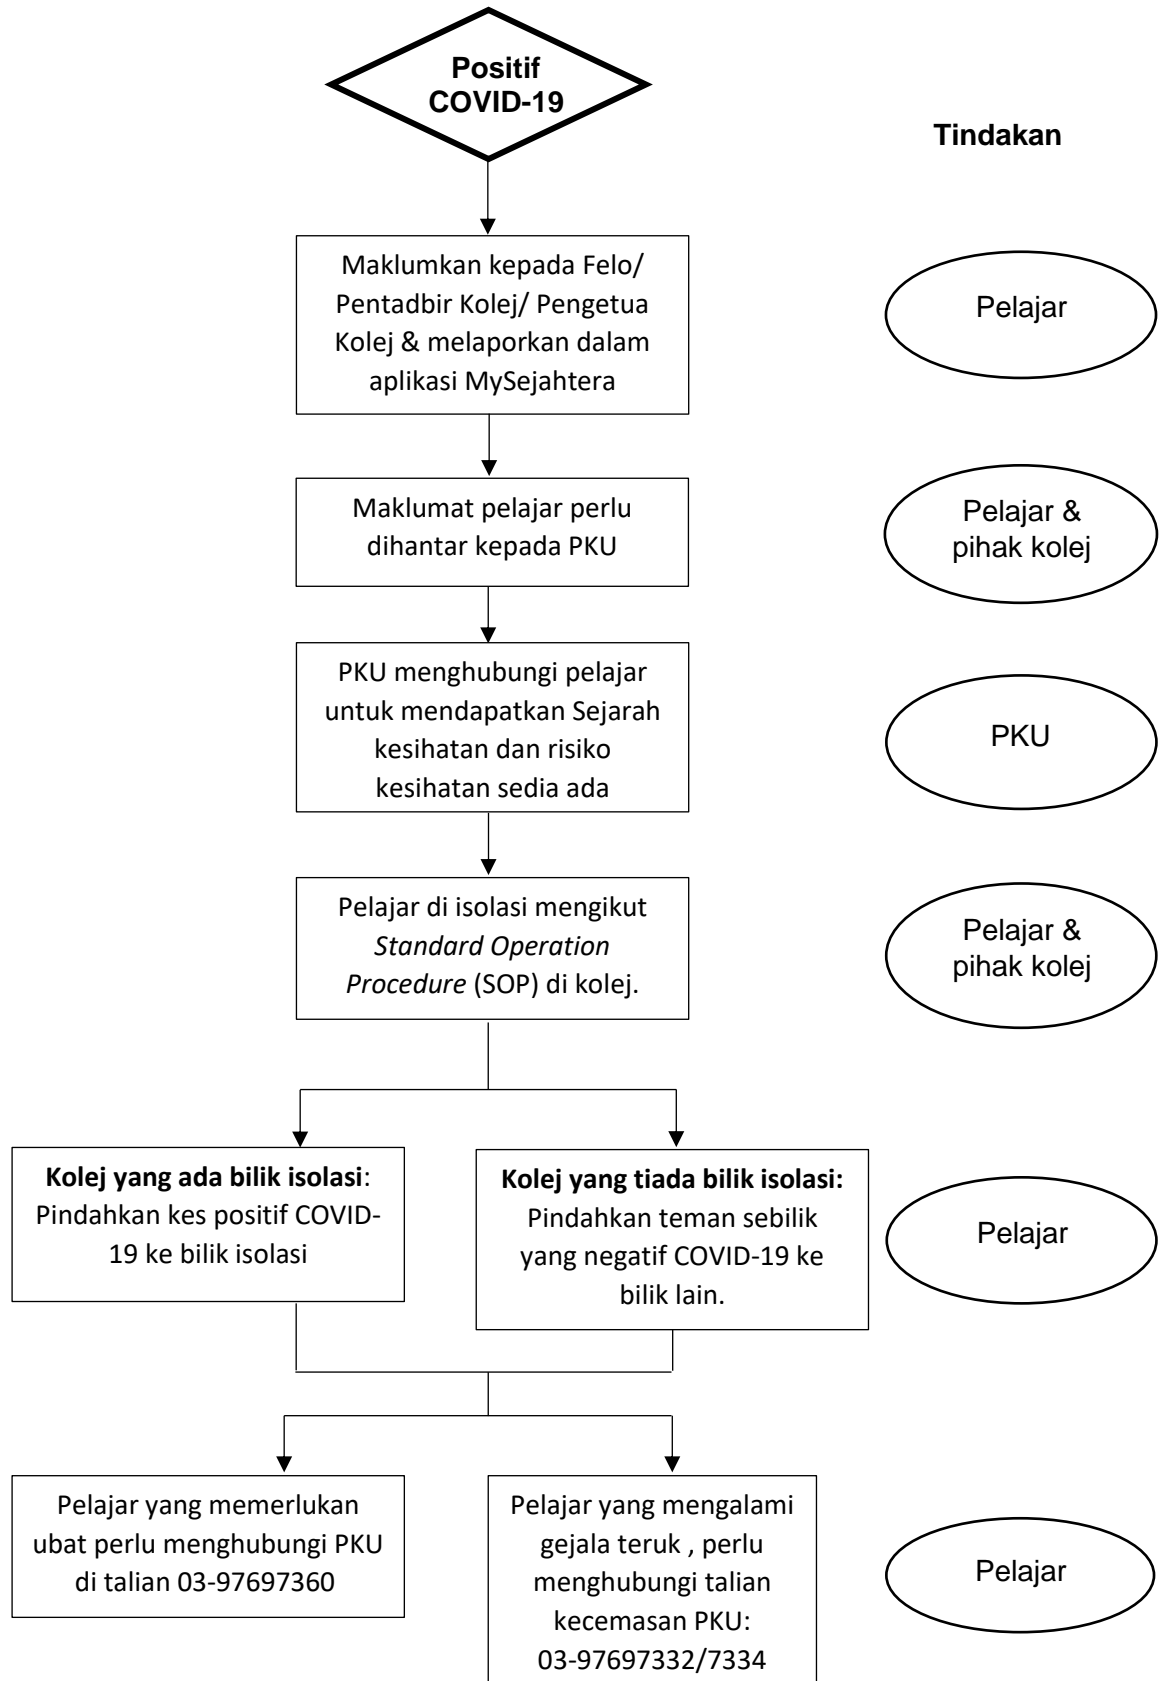 Positif
COVID-19
Tindakan
Maklumkan kepada Felo/
Pentadbir Kolej/ Pengetua
Kolej & melaporkan dalam
aplikasi MySejahtera
Pelajar
Maklumat pelajar perlu
dihantar kepada PKU
Pelajar &
pihak kolej
PKU menghubungi pelajar
untuk mendapatkan Sejarah
kesihatan dan risiko
kesihatan sedia ada
PKU
Pelajar di isolasi mengikut
Standard Operation
Procedure (SOP) di kolej.
Pelajar &
pihak kolej
Kolej yang ada bilik isolasi:
Pindahkan kes positif COVID-
19 ke bilik isolasi
Kolej yang tiada bilik isolasi:
Pindahkan teman sebilik
yang negatif COVID-19 ke
bilik lain.
Pelajar
Pelajar yang memerlukan
ubat perlu menghubungi PKU
di talian 03-97697360
Pelajar yang mengalami
gejala teruk , perlu
menghubungi talian
kecemasan PKU:
03-97697332/7334
Pelajar